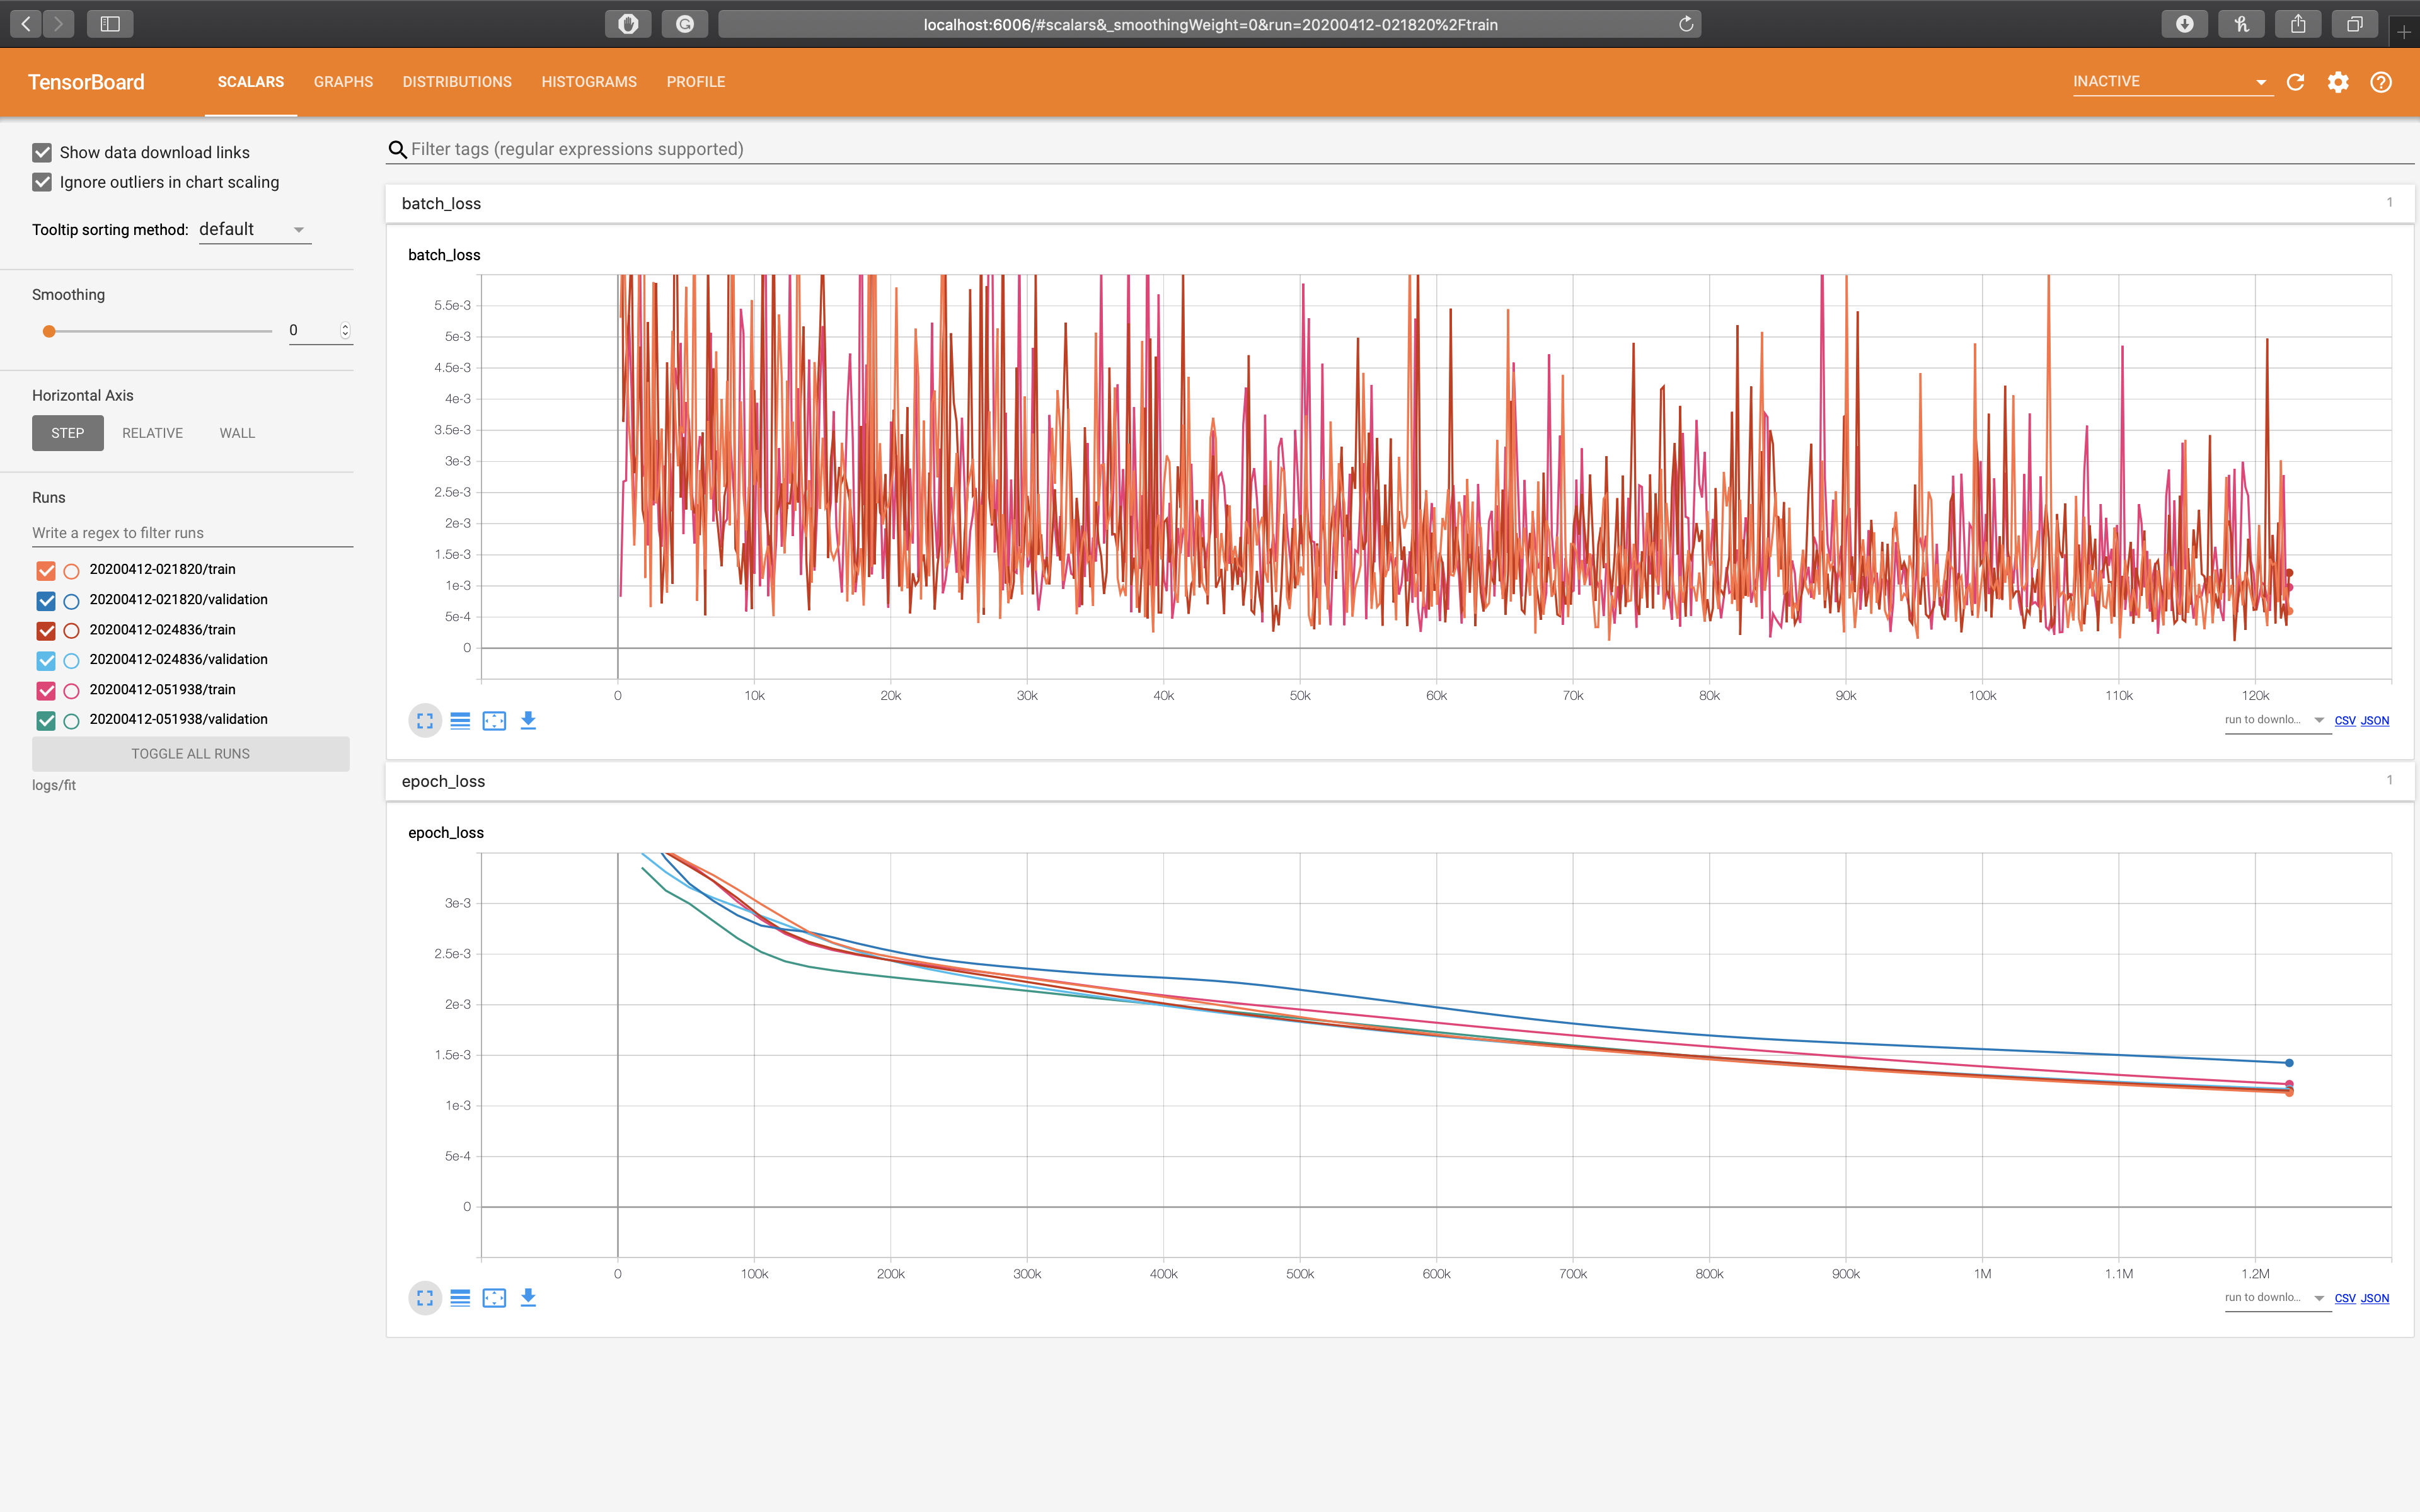 localhost:6006/#scalars&_smoothingWeight=0&run=20200412-021820%2Ftrain
TensorBoard SCALARS GRAPHS DISTRIBUTIONS HISTOGRAMS PROFILE INACTIVE
Show data download links
Ignore outliers in chart scaling
Tooltip sorting method: default
Smoothing
0
Horizontal Axis
STEP RELATIVE WALL
Runs
Write a regex to filter runs
20200412-021820/train
20200412-021820/validation
20200412-024836/train
20200412-024836/validation
20200412-051938/train
20200412-051938/validation
TOGGLE ALL RUNS
logs/fit
Filter tags (regular expressions supported)
batch_loss 1
batch_loss
5.5e-3
5e-3
4.5e-3
4e-3
3.5e-3
3e-3
2.5e-3
2e-3
1.5e-3
1e-3
5e-4
0
0 10k 20k 30k 40k 50k 60k 70k 80k 90k 100k 110k 120k
run to downlo... CSV JSON
epoch_loss 1
epoch_loss
3e-3
2.5e-3
2e-3
1.5e-3
1e-3
5e-4
0
0 100k 200k 300k 400k 500k 600k 700k 800k 900k 1M 1.1M 1.2M
run to downlo... CSV JSON